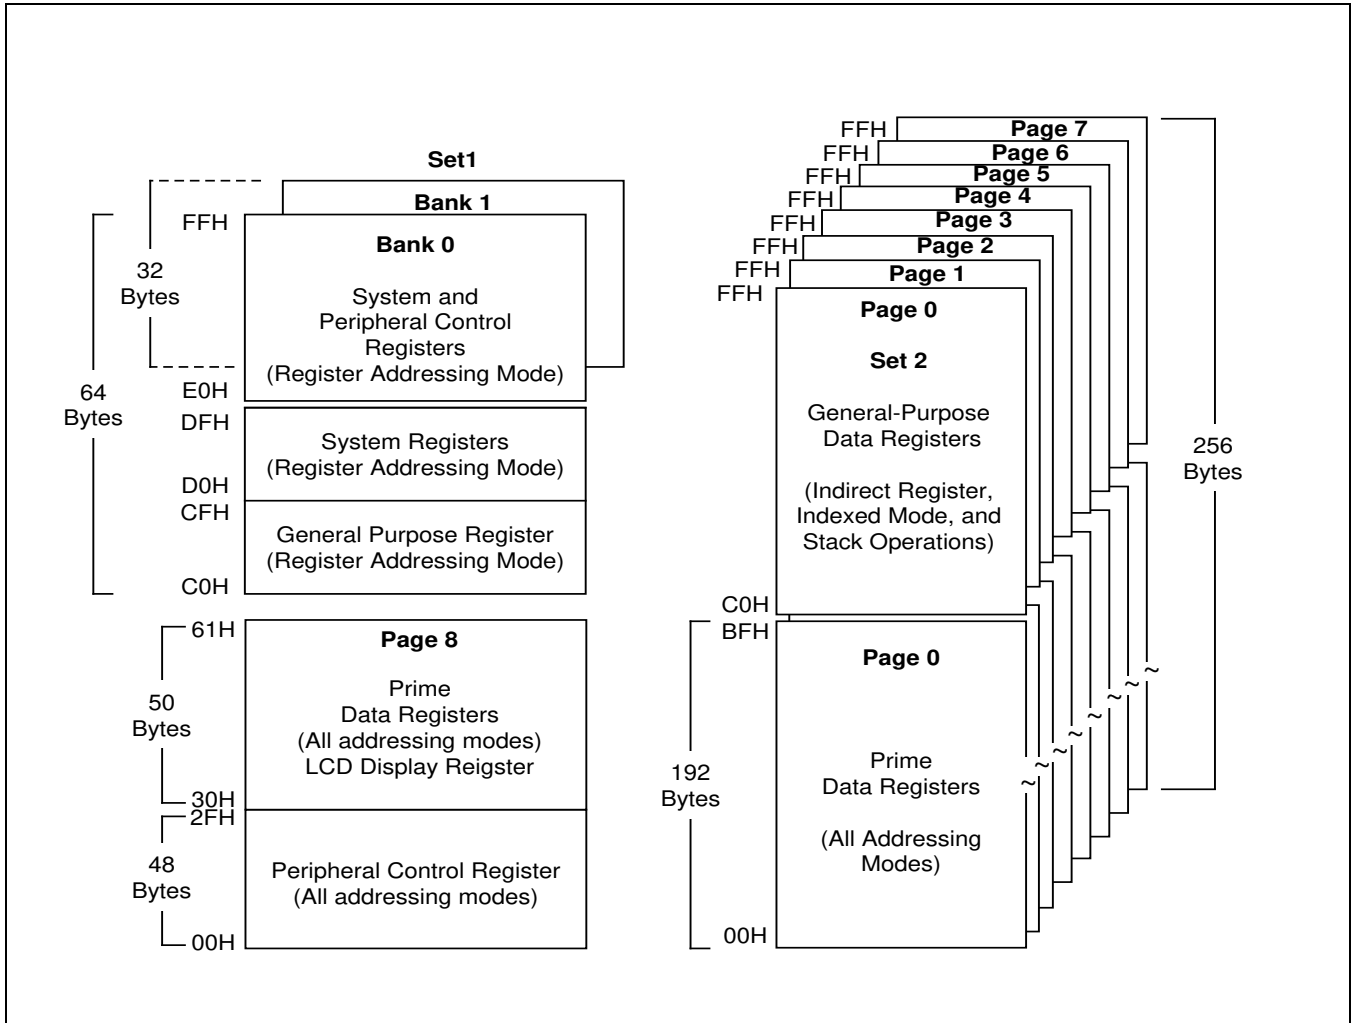 Set1
Bank 1
FFH
Bank 0
32
Bytes
System and
Peripheral Control
Registers
(Register Addressing Mode)
E0H
64
Bytes
DFH
System Registers
(Register Addressing Mode)
D0H
CFH
General Purpose Register
(Register Addressing Mode)
C0H
61H
Page 8
50
Bytes
Prime
Data Registers
(All addressing modes)
LCD Display Reigster
30H
2FH
48
Bytes
Peripheral Control Register
(All addressing modes)
00H
FFH
Page 7
FFH
Page 6
FFH
Page 5
FFH
Page 4
FFH
Page 3
FFH
Page 2
FFH
Page 1
FFH
Page 0
Set 2
General-Purpose
Data Registers
(Indirect Register,
Indexed Mode, and
Stack Operations)
256
Bytes
C0H
BFH
Page 0
192
Bytes
Prime
Data Registers
(All Addressing
Modes)
00H
~
~
~
~
~
~
~
~